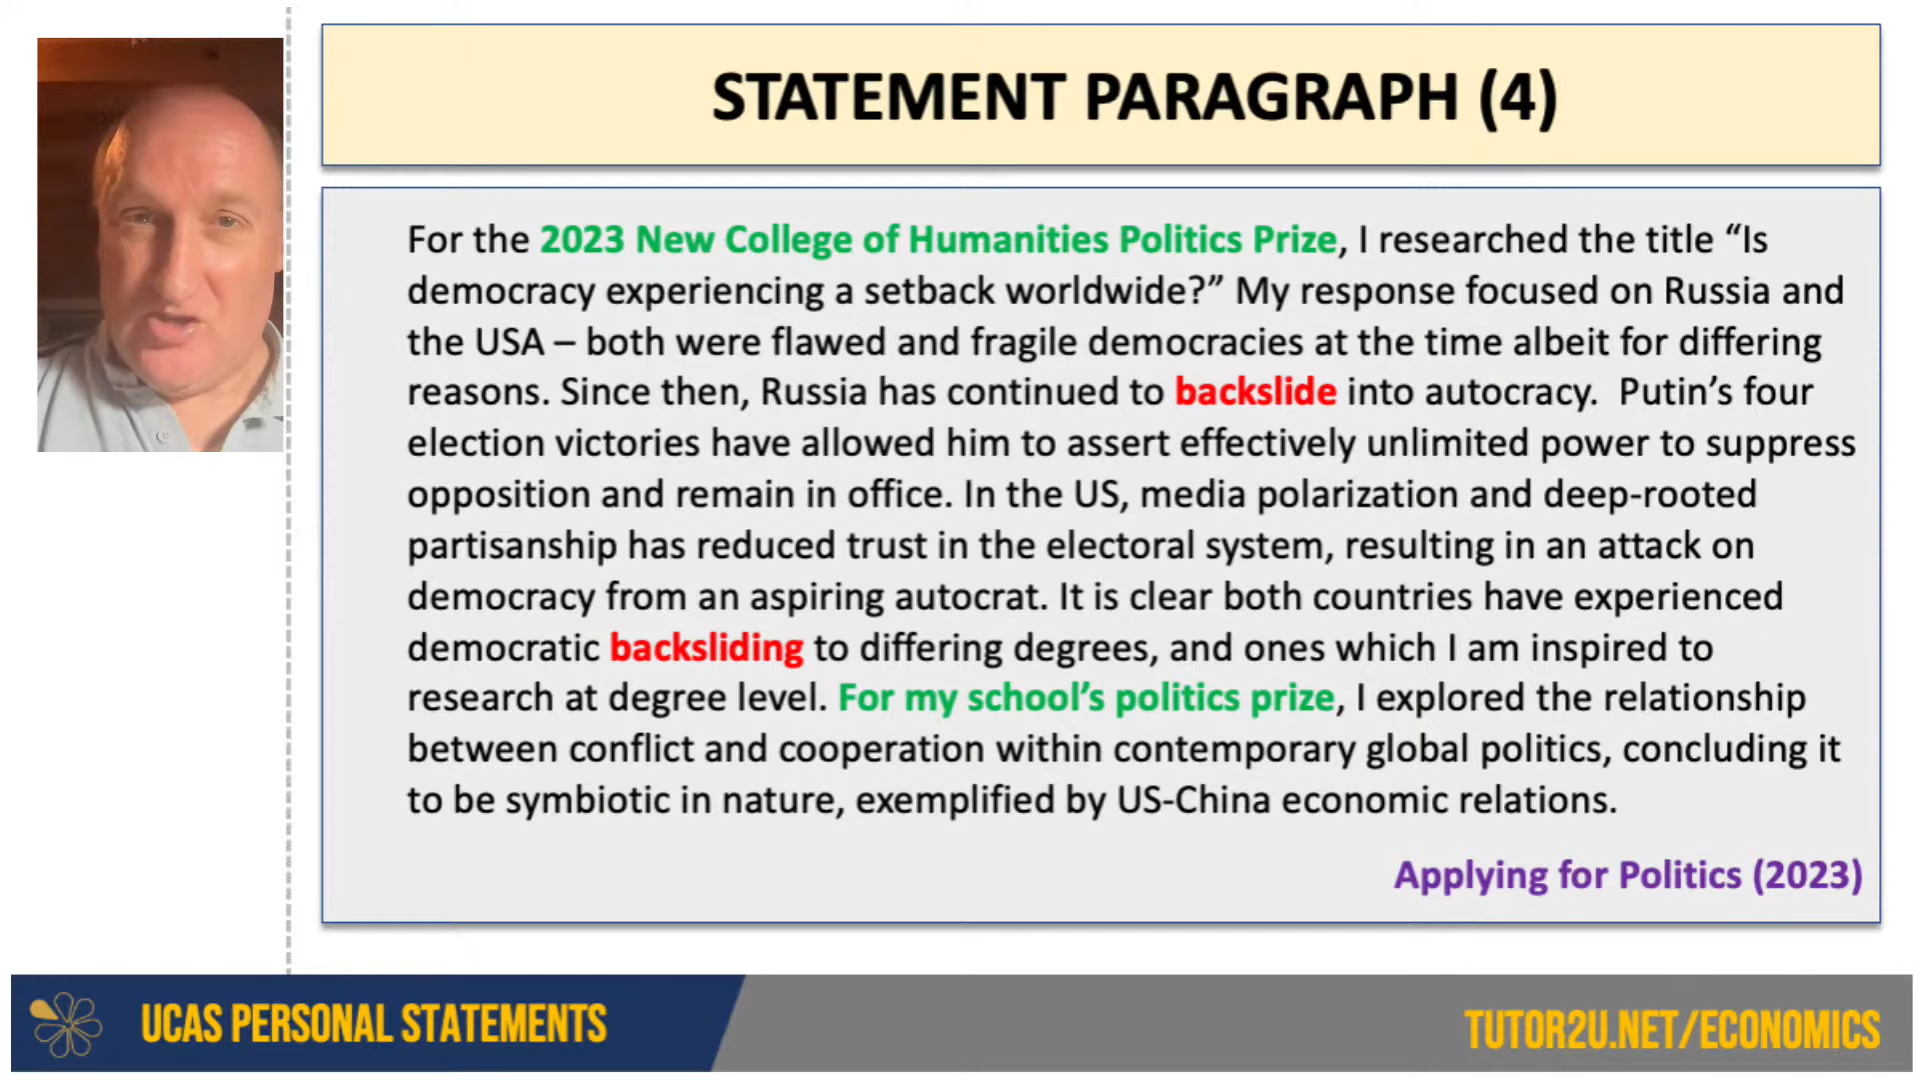 STATEMENT PARAGRAPH (4)
For the 2023 New College of Humanities Politics Prize, I researched the title “Is
democracy experiencing a setback worldwide?” My response focused on Russia and
the USA – both were flawed and fragile democracies at the time albeit for differing
reasons. Since then, Russia has continued to backslide into autocracy.  Putin’s four
election victories have allowed him to assert effectively unlimited power to suppress
opposition and remain in office. In the US, media polarization and deep-rooted
partisanship has reduced trust in the electoral system, resulting in an attack on
democracy from an aspiring autocrat. It is clear both countries have experienced
democratic backsliding to differing degrees, and ones which I am inspired to
research at degree level. For my school’s politics prize, I explored the relationship
between conflict and cooperation within contemporary global politics, concluding it
to be symbiotic in nature, exemplified by US-China economic relations.
Applying for Politics (2023)
UCAS PERSONAL STATEMENTS
TUTOR2U.NET/ECONOMICS